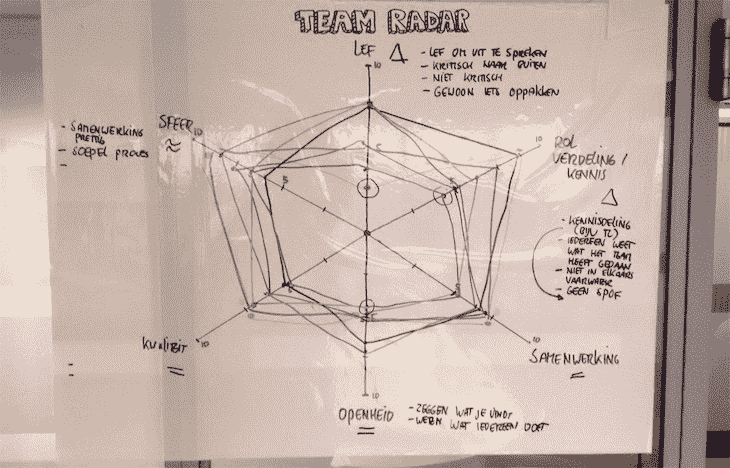 TEAM RADAR
LEF Δ
- LEF OM UIT TE SPREKEN
- KRITISCH NAAR BUITEN
- NIET KRITISCH
- GEWOON IETS OPPAKKEN
10
SFEER
10
≈
- SAMENWERKING
PRETTIG
- SOEPEL PROCES
-
10
ROL
VERDELING /
KENNIS
Δ
- KENNISDELING
(BIJV TL)
- IEDEREEN WEET
WAT HET TEAM
HEEFT GEDAAN
- NIET IN ELKAARS
VAARWATER
- GEEN SPOF
5
5
5
5
KWALITEIT
10
=
10
SAMENWERKING
=
10
OPENHEID
=
- ZEGGEN WAT JE VINDT
- WETEN WAT IEDEREEN DOET